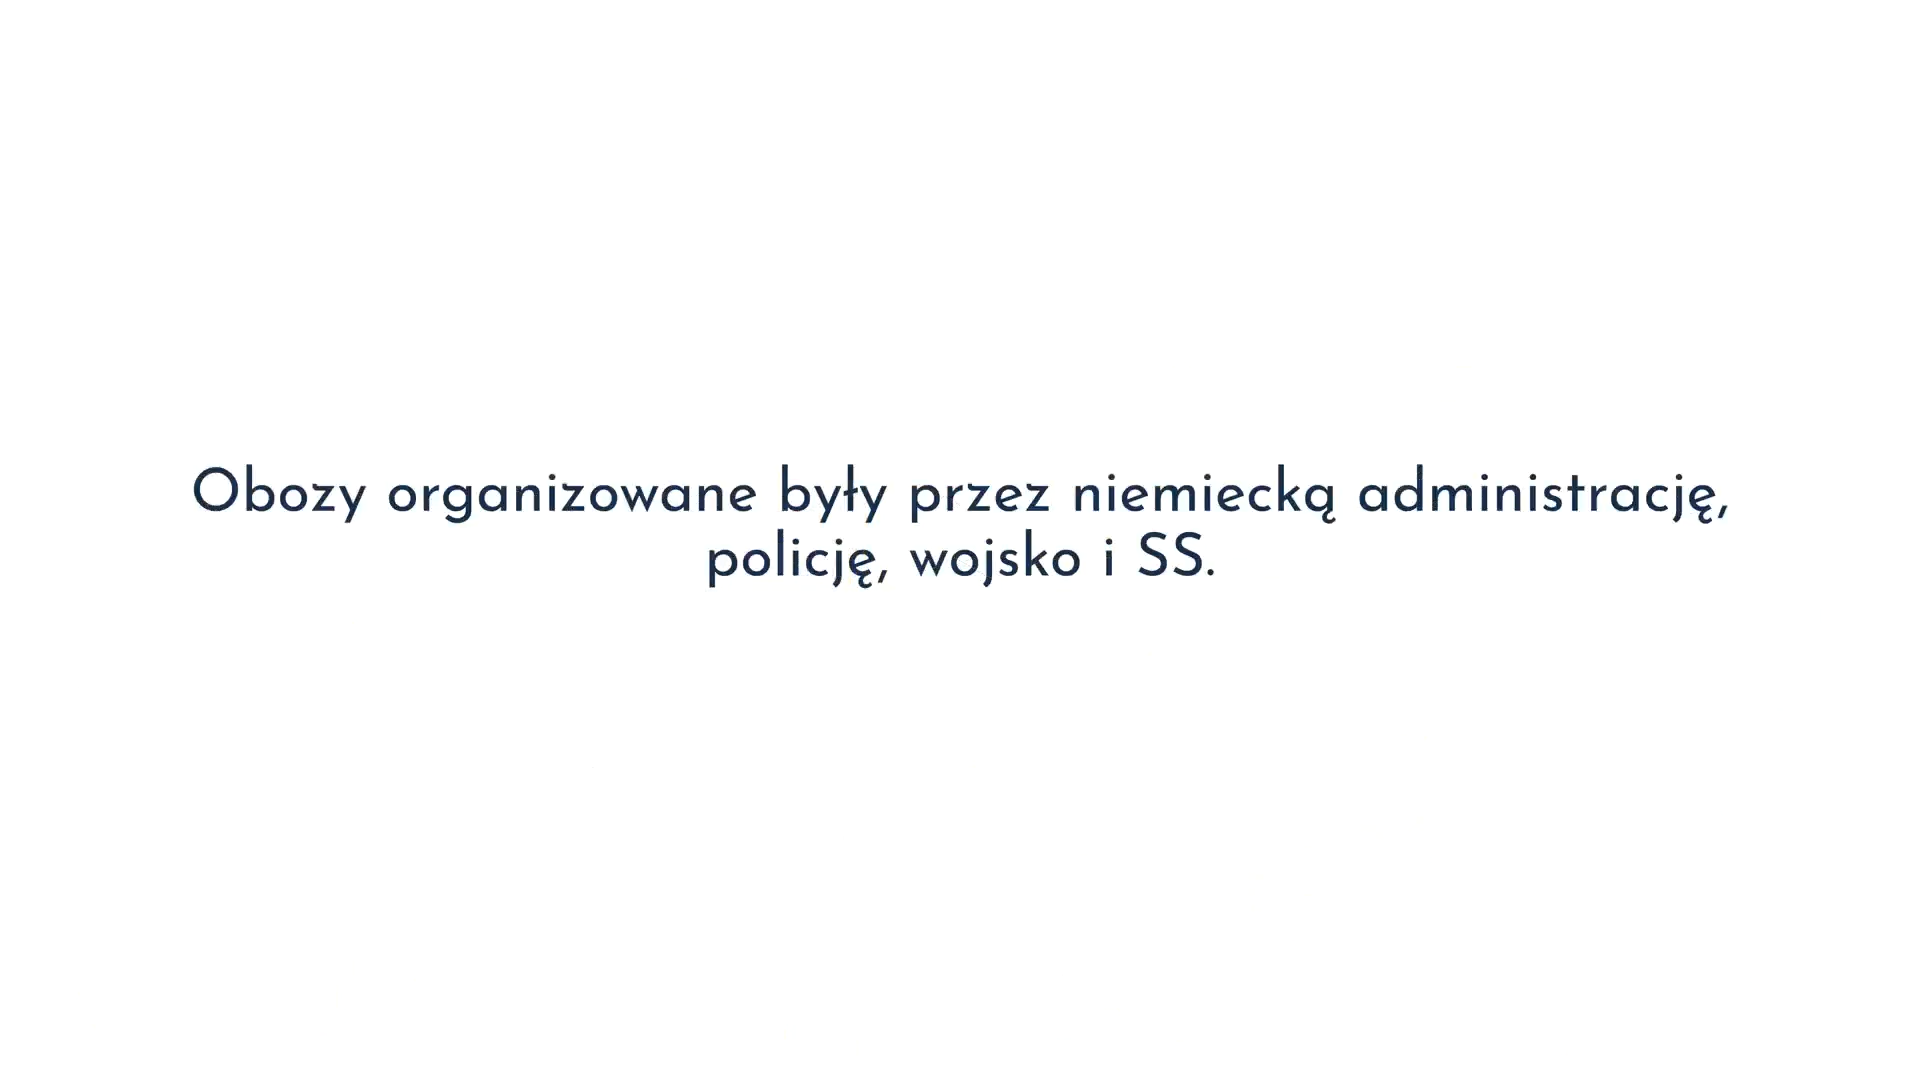 Obozy organizowane były przez niemiecką administrację,
policję, wojsko i SS.